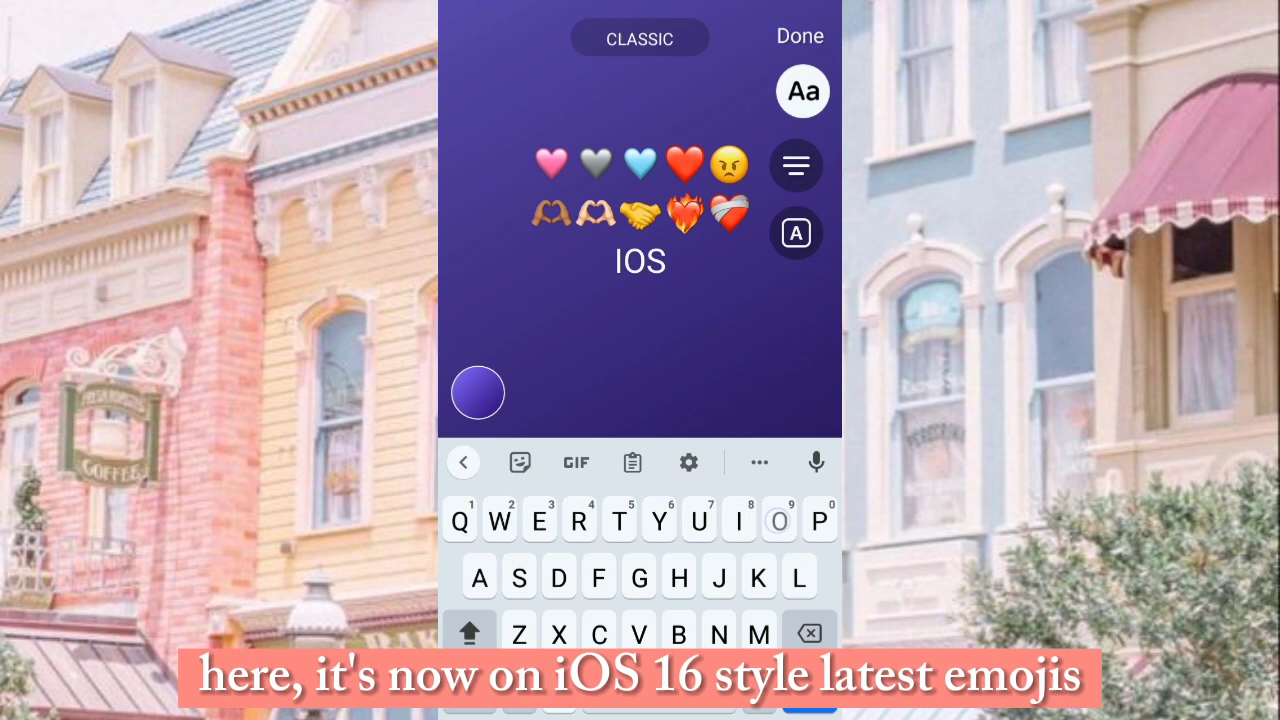 CLASSIC
Done
Aa
🩷 🩶 🩵 ❤️ 😠
🫶🏽 🫶🏼 🤝 ❤️‍🔥 ❤️‍🩹
IOS
A
COFFEE
GIF
1 2 3 4 5 6 7 8 9 0
Q W E R T Y U I O P
A S D F G H J K L
Z X C V B N M
here, it's now on iOS 16 style latest emojis